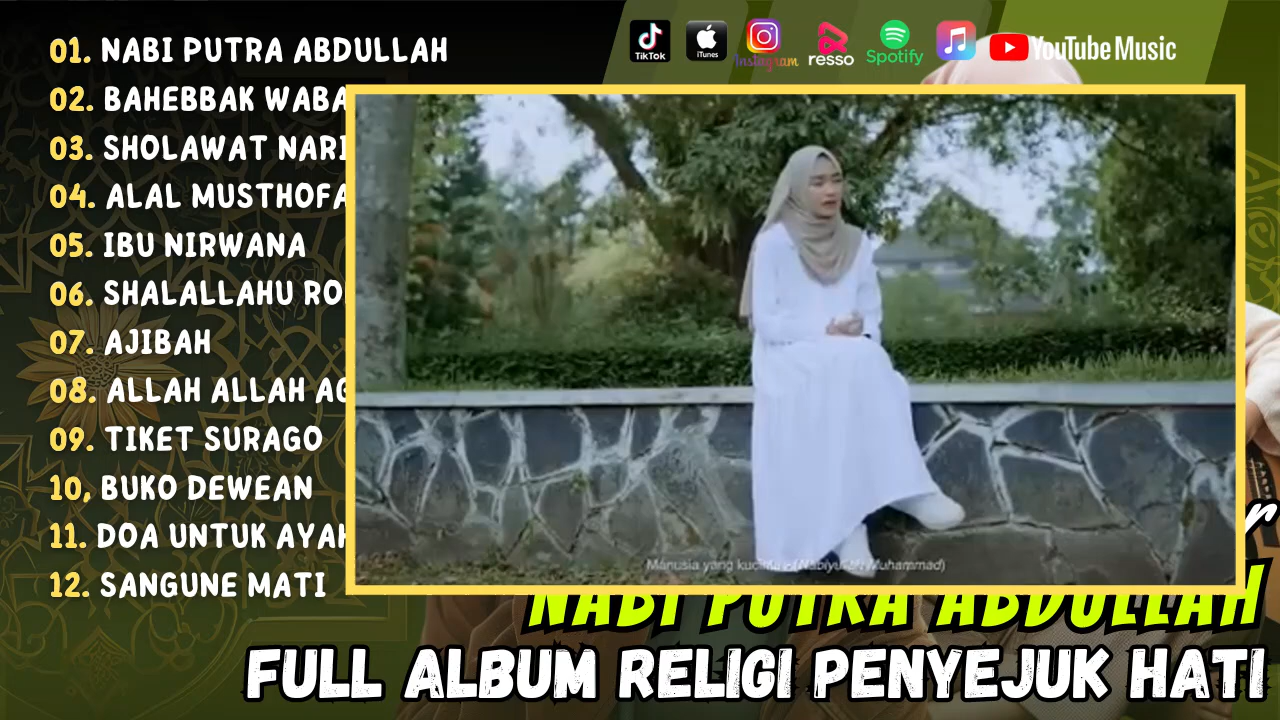 01. NABI PUTRA ABDULLAH
02. BAHEBBAK WABA
03. SHOLAWAT NARI
04. ALAL MUSTHOFA
05. IBU NIRWANA
06. SHALALLAHU RO
07. AJIBAH
08. ALLAH ALLAH AG
09. TIKET SURAGO
10, BUKO DEWEAN
11. DOA UNTUK AYAH
12. SANGUNE MATI
TikTok
iTunes
Instagram
resso
Spotify
YouTube Music
Manusia yang kucinta (Nabiyullah Muhammad)
NABI PUTRA ABDULLAH
FULL ALBUM RELIGI PENYEJUK HATI